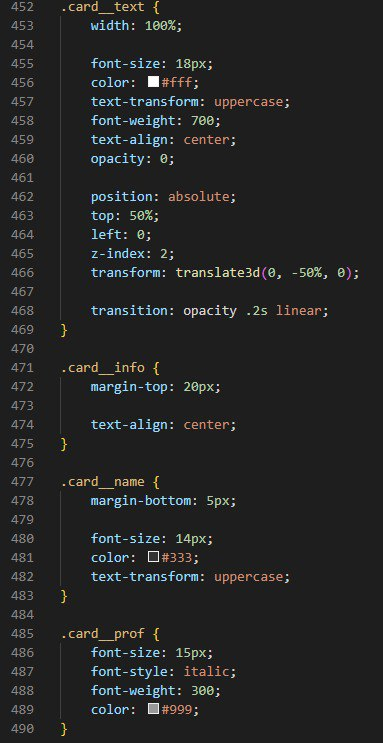 452 .card__text {
453     width: 100%;
454
455     font-size: 18px;
456     color: #fff;
457     text-transform: uppercase;
458     font-weight: 700;
459     text-align: center;
460     opacity: 0;
461
462     position: absolute;
463     top: 50%;
464     left: 0;
465     z-index: 2;
466     transform: translate3d(0, -50%, 0);
467
468     transition: opacity .2s linear;
469 }
470
471 .card__info {
472     margin-top: 20px;
473
474     text-align: center;
475 }
476
477 .card__name {
478     margin-bottom: 5px;
479
480     font-size: 14px;
481     color: #333;
482     text-transform: uppercase;
483 }
484
485 .card__prof {
486     font-size: 15px;
487     font-style: italic;
488     font-weight: 300;
489     color: #999;
490 }